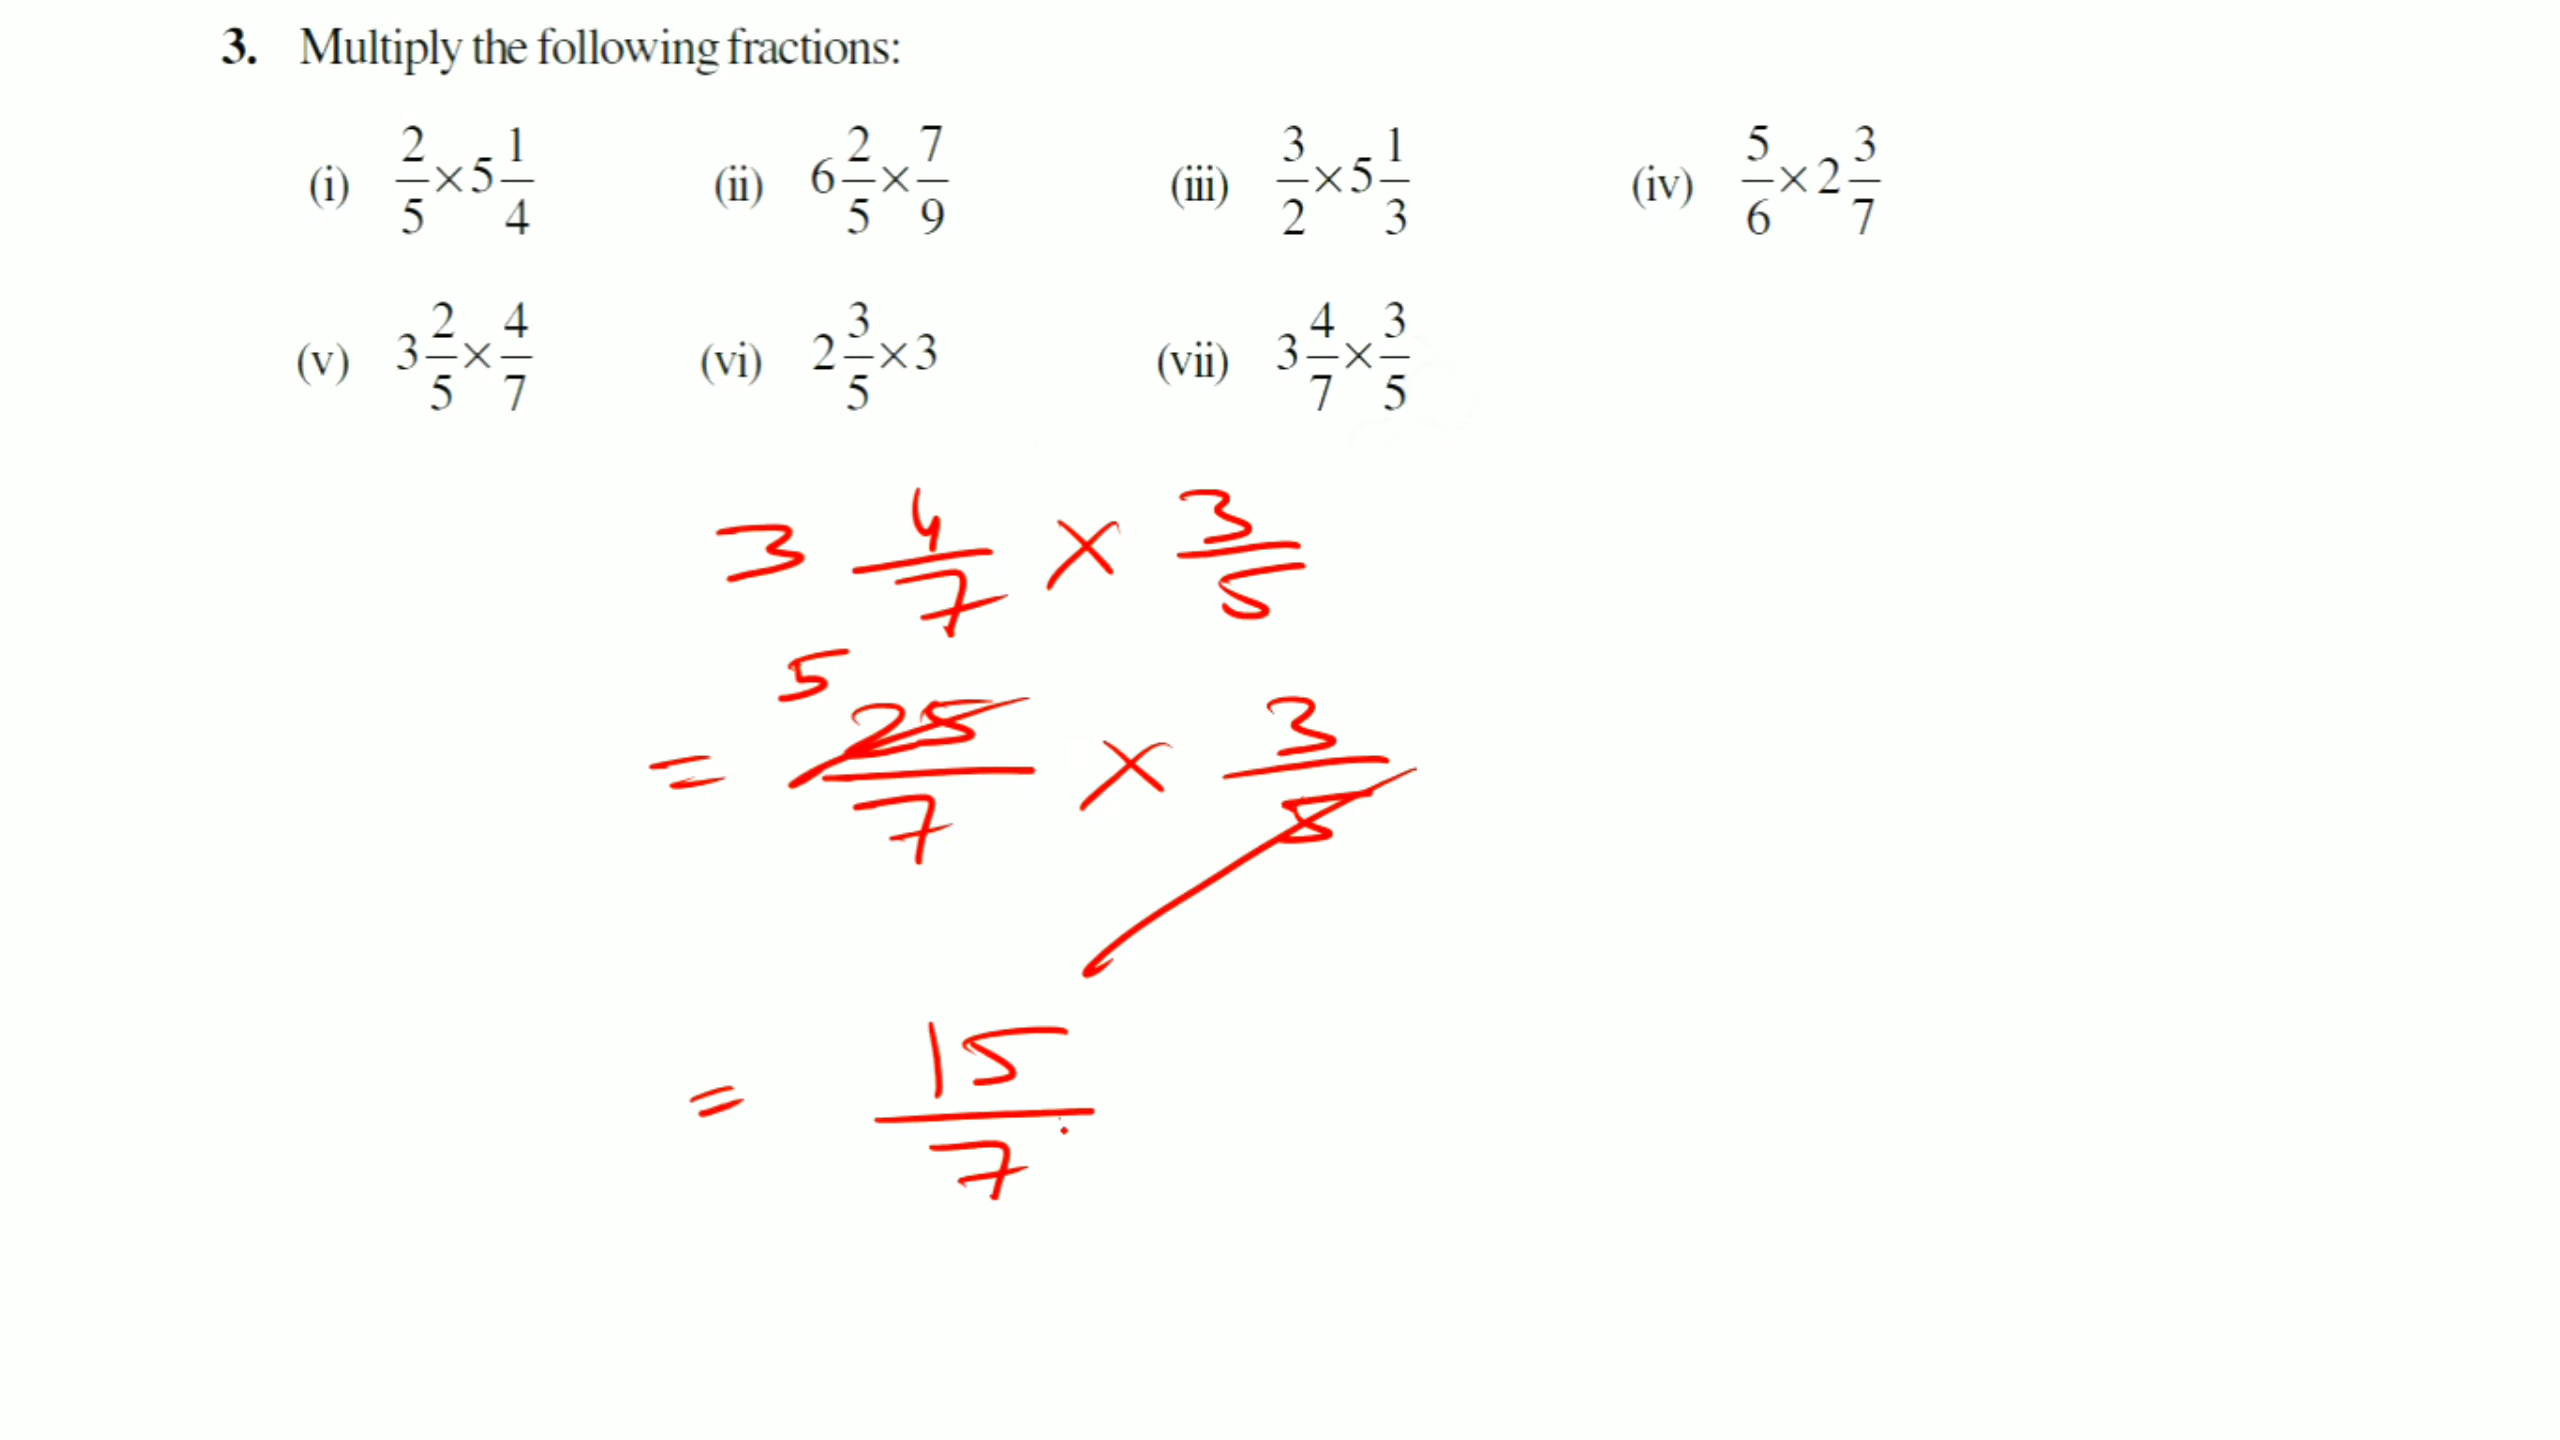 3. Multiply the following fractions:
(i) 2/5 × 5 1/4 (ii) 6 2/5 × 7/9 (iii) 3/2 × 5 1/3 (iv) 5/6 × 2 3/7
(v) 3 2/5 × 4/7 (vi) 2 3/5 × 3 (vii) 3 4/7 × 3/5
3 4/7 × 3/5
5
= 25/7 × 3/5
= 15/7